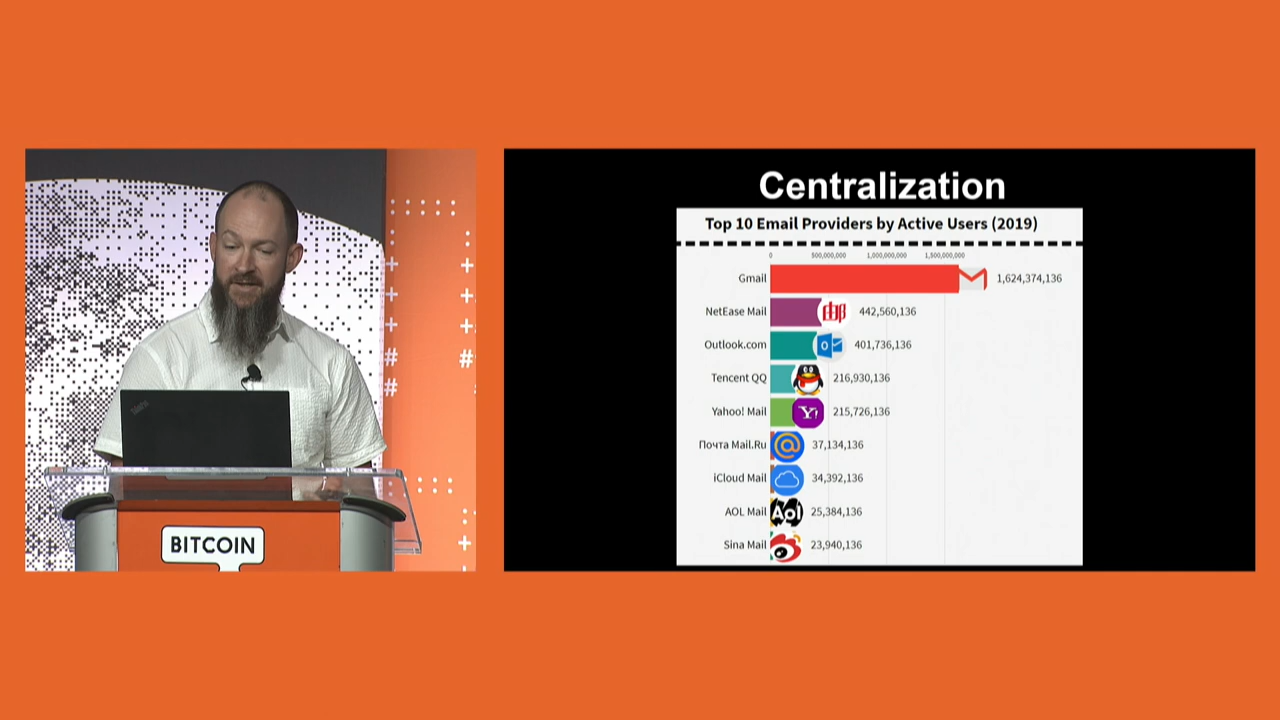 Centralization
Top 10 Email Providers by Active Users (2019)
0 500,000,000 1,000,000,000 1,500,000,000
Gmail 1,624,374,136
NetEase Mail 邮 442,560,136
Outlook.com 401,736,136
Tencent QQ 216,930,136
Yahoo! Mail Y! 215,726,136
Почта Mail.Ru @ 37,134,136
iCloud Mail 34,392,136
AOL Mail Aol 25,384,136
Sina Mail 23,940,136
BITCOIN